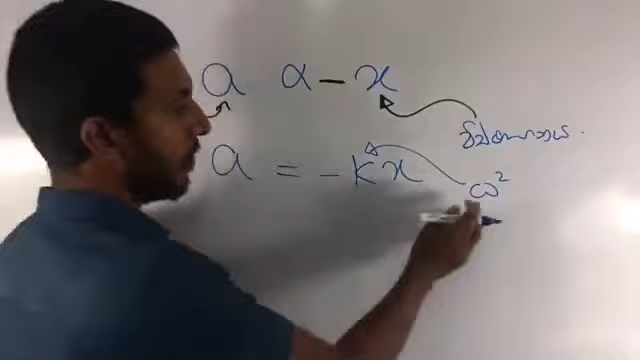 a α - x
විස්ථාපනය.
a = - kx
ω²